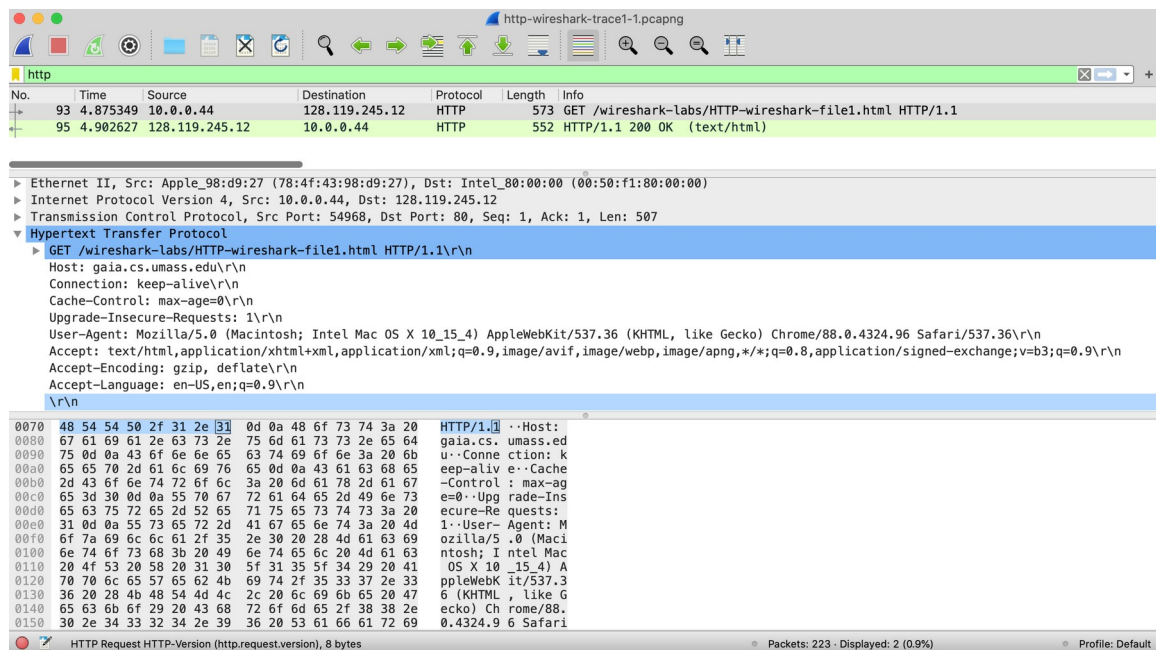 http-wireshark-trace1-1.pcapng
http
No. Time Source Destination Protocol Length Info
93 4.875349 10.0.0.44 128.119.245.12 HTTP 573 GET /wireshark-labs/HTTP-wireshark-file1.html HTTP/1.1
95 4.902627 128.119.245.12 10.0.0.44 HTTP 552 HTTP/1.1 200 OK (text/html)
Ethernet II, Src: Apple_98:d9:27 (78:4f:43:98:d9:27), Dst: Intel_80:00:00 (00:50:f1:80:00:00)
Internet Protocol Version 4, Src: 10.0.0.44, Dst: 128.119.245.12
Transmission Control Protocol, Src Port: 54968, Dst Port: 80, Seq: 1, Ack: 1, Len: 507
Hypertext Transfer Protocol
GET /wireshark-labs/HTTP-wireshark-file1.html HTTP/1.1\r\n
Host: gaia.cs.umass.edu\r\n
Connection: keep-alive\r\n
Cache-Control: max-age=0\r\n
Upgrade-Insecure-Requests: 1\r\n
User-Agent: Mozilla/5.0 (Macintosh; Intel Mac OS X 10_15_4) AppleWebKit/537.36 (KHTML, like Gecko) Chrome/88.0.4324.96 Safari/537.36\r\n
Accept: text/html,application/xhtml+xml,application/xml;q=0.9,image/avif,image/webp,image/apng,*/*;q=0.8,application/signed-exchange;v=b3;q=0.9\r\n
Accept-Encoding: gzip, deflate\r\n
Accept-Language: en-US,en;q=0.9\r\n
\r\n
0070 48 54 54 50 2f 31 2e 31 0d 0a 48 6f 73 74 3a 20 HTTP/1.1 ··Host:
0080 67 61 69 61 2e 63 73 2e 75 6d 61 73 73 2e 65 64 gaia.cs. umass.ed
0090 75 0d 0a 43 6f 6e 6e 65 63 74 69 6f 6e 3a 20 6b u··Conne ction: k
00a0 65 65 70 2d 61 6c 69 76 65 0d 0a 43 61 63 68 65 eep-aliv e··Cache
00b0 2d 43 6f 6e 74 72 6f 6c 3a 20 6d 61 78 2d 61 67 -Control : max-ag
00c0 65 3d 30 0d 0a 55 70 67 72 61 64 65 2d 49 6e 73 e=0··Upg rade-Ins
00d0 65 63 75 72 65 2d 52 65 71 75 65 73 74 73 3a 20 ecure-Re quests:
00e0 31 0d 0a 55 73 65 72 2d 41 67 65 6e 74 3a 20 4d 1··User- Agent: M
00f0 6f 7a 69 6c 6c 61 2f 35 2e 30 20 28 4d 61 63 69 ozilla/5 .0 (Maci
0100 6e 74 6f 73 68 3b 20 49 6e 74 65 6c 20 4d 61 63 ntosh; I ntel Mac
0110 20 4f 53 20 58 20 31 30 5f 31 35 5f 34 29 20 41 OS X 10 _15_4) A
0120 70 70 6c 65 57 65 62 4b 69 74 2f 35 33 37 2e 33 ppleWebK it/537.3
0130 36 20 28 4b 48 54 4d 4c 2c 20 6c 69 6b 65 20 47 6 (KHTML , like G
0140 65 63 6b 6f 29 20 43 68 72 6f 6d 65 2f 38 38 2e ecko) Ch rome/88.
0150 30 2e 34 33 32 34 2e 39 36 20 53 61 66 61 72 69 0.4324.9 6 Safari
HTTP Request HTTP-Version (http.request.version), 8 bytes Packets: 223 · Displayed: 2 (0.9%) Profile: Default